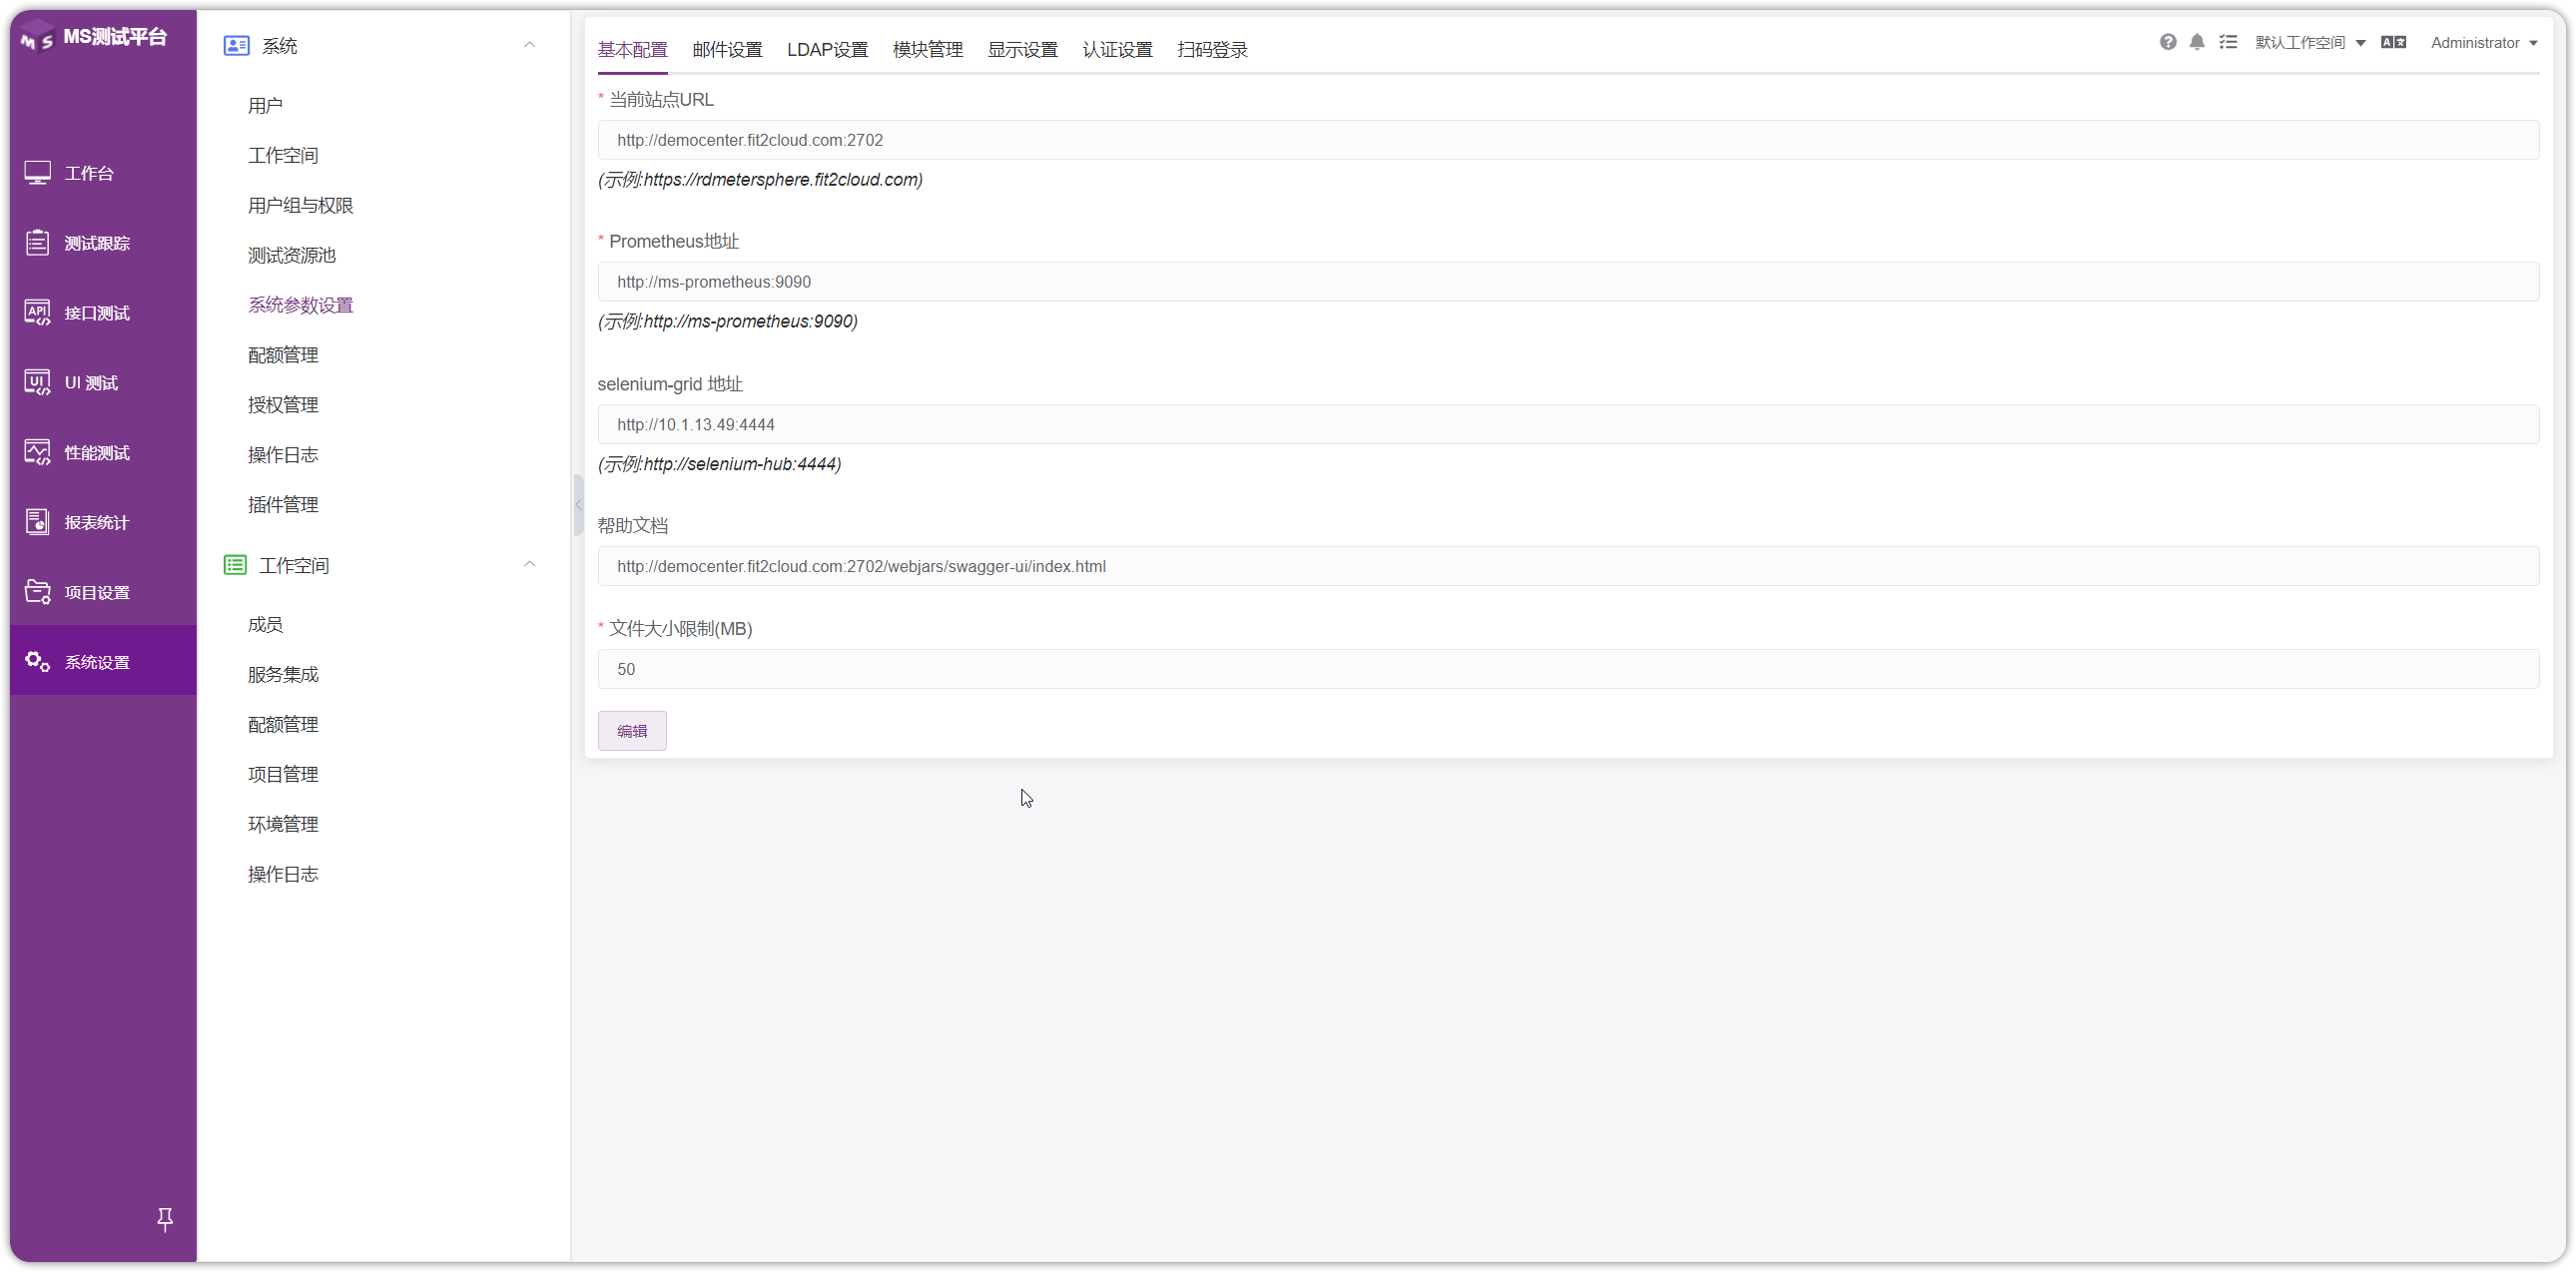 MS测试平台
工作台
测试跟踪
接口测试
UI 测试
性能测试
报表统计
项目设置
系统设置
系统
用户
工作空间
用户组与权限
测试资源池
系统参数设置
配额管理
授权管理
操作日志
插件管理
工作空间
成员
服务集成
配额管理
项目管理
环境管理
操作日志
基本配置 邮件设置 LDAP设置 模块管理 显示设置 认证设置 扫码登录
默认工作空间 Administrator
* 当前站点URL
http://democenter.fit2cloud.com:2702
(示例:https://rdmetersphere.fit2cloud.com)
* Prometheus地址
http://ms-prometheus:9090
(示例:http://ms-prometheus:9090)
selenium-grid 地址
http://10.1.13.49:4444
(示例:http://selenium-hub:4444)
帮助文档
http://democenter.fit2cloud.com:2702/webjars/swagger-ui/index.html
* 文件大小限制(MB)
50
编辑